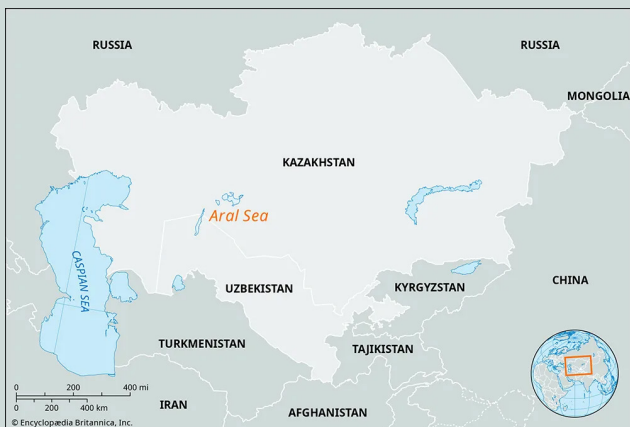 RUSSIA
RUSSIA
MONGOLIA
KAZAKHSTAN
Aral Sea
CASPIAN SEA
UZBEKISTAN
KYRGYZSTAN
CHINA
TURKMENISTAN
TAJIKISTAN
0 200 400 mi
0 200 400 km
IRAN
AFGHANISTAN
© Encyclopædia Britannica, Inc.